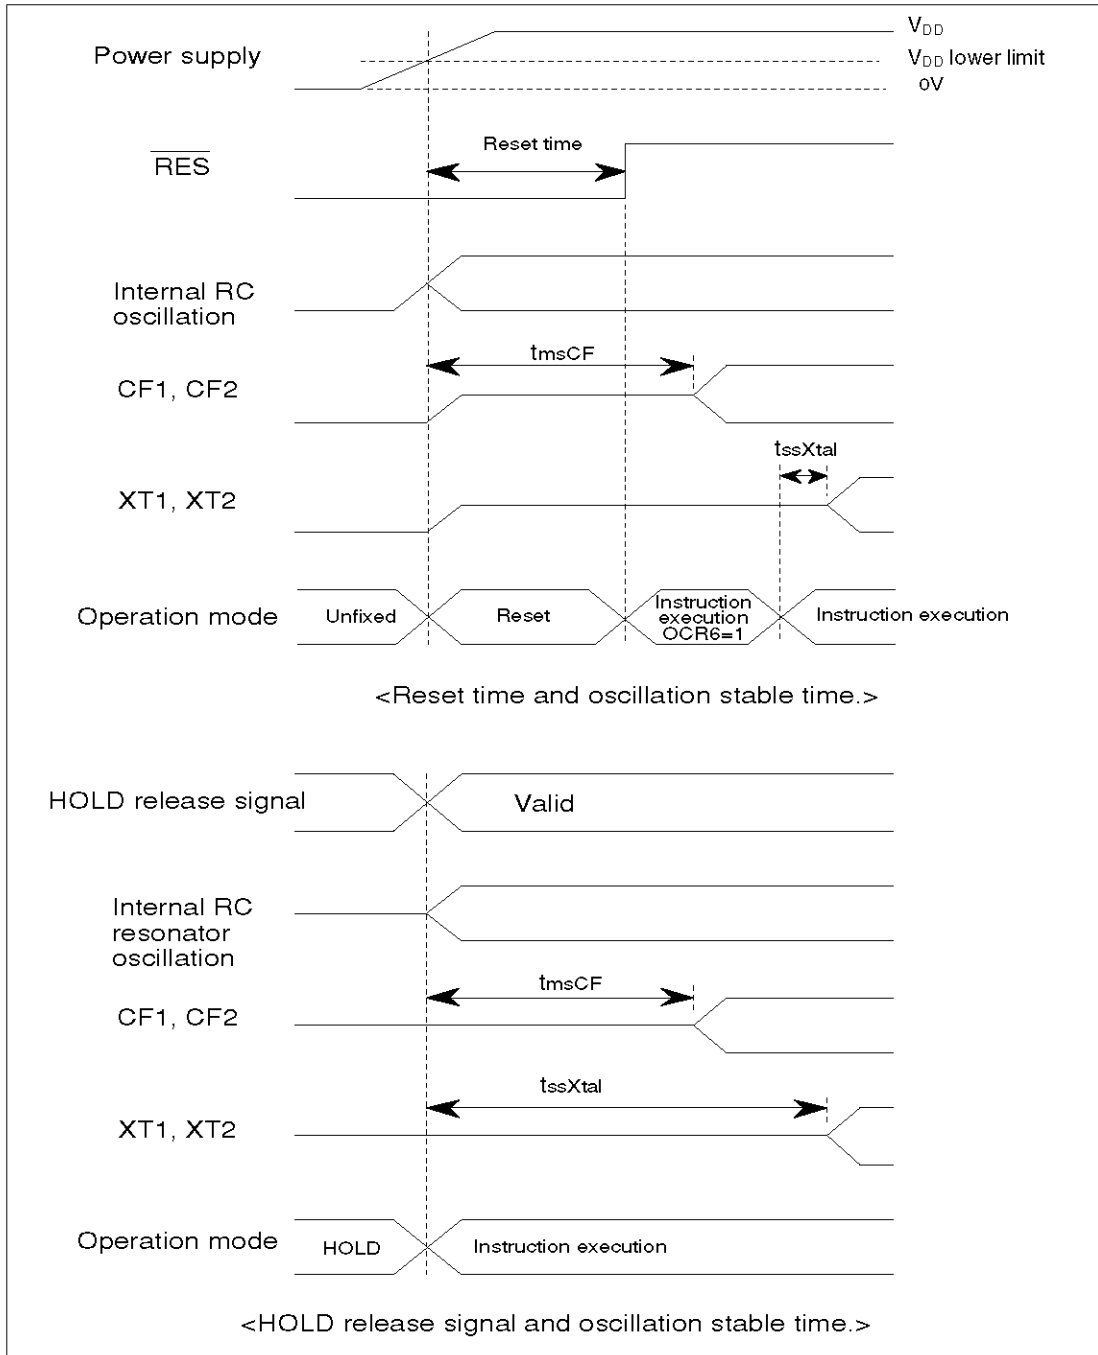 VDD
Power supply
VDD lower limit
0V
Reset time
RES
Internal RC
oscillation
tmsCF
CF1, CF2
tssXtal
XT1, XT2
Operation mode
Unfixed
Reset
Instruction
execution
OCR6=1
Instruction execution
<Reset time and oscillation stable time.>
HOLD release signal
Valid
Internal RC
resonator
oscillation
tmsCF
CF1, CF2
tssXtal
XT1, XT2
Operation mode
HOLD
Instruction execution
<HOLD release signal and oscillation stable time.>